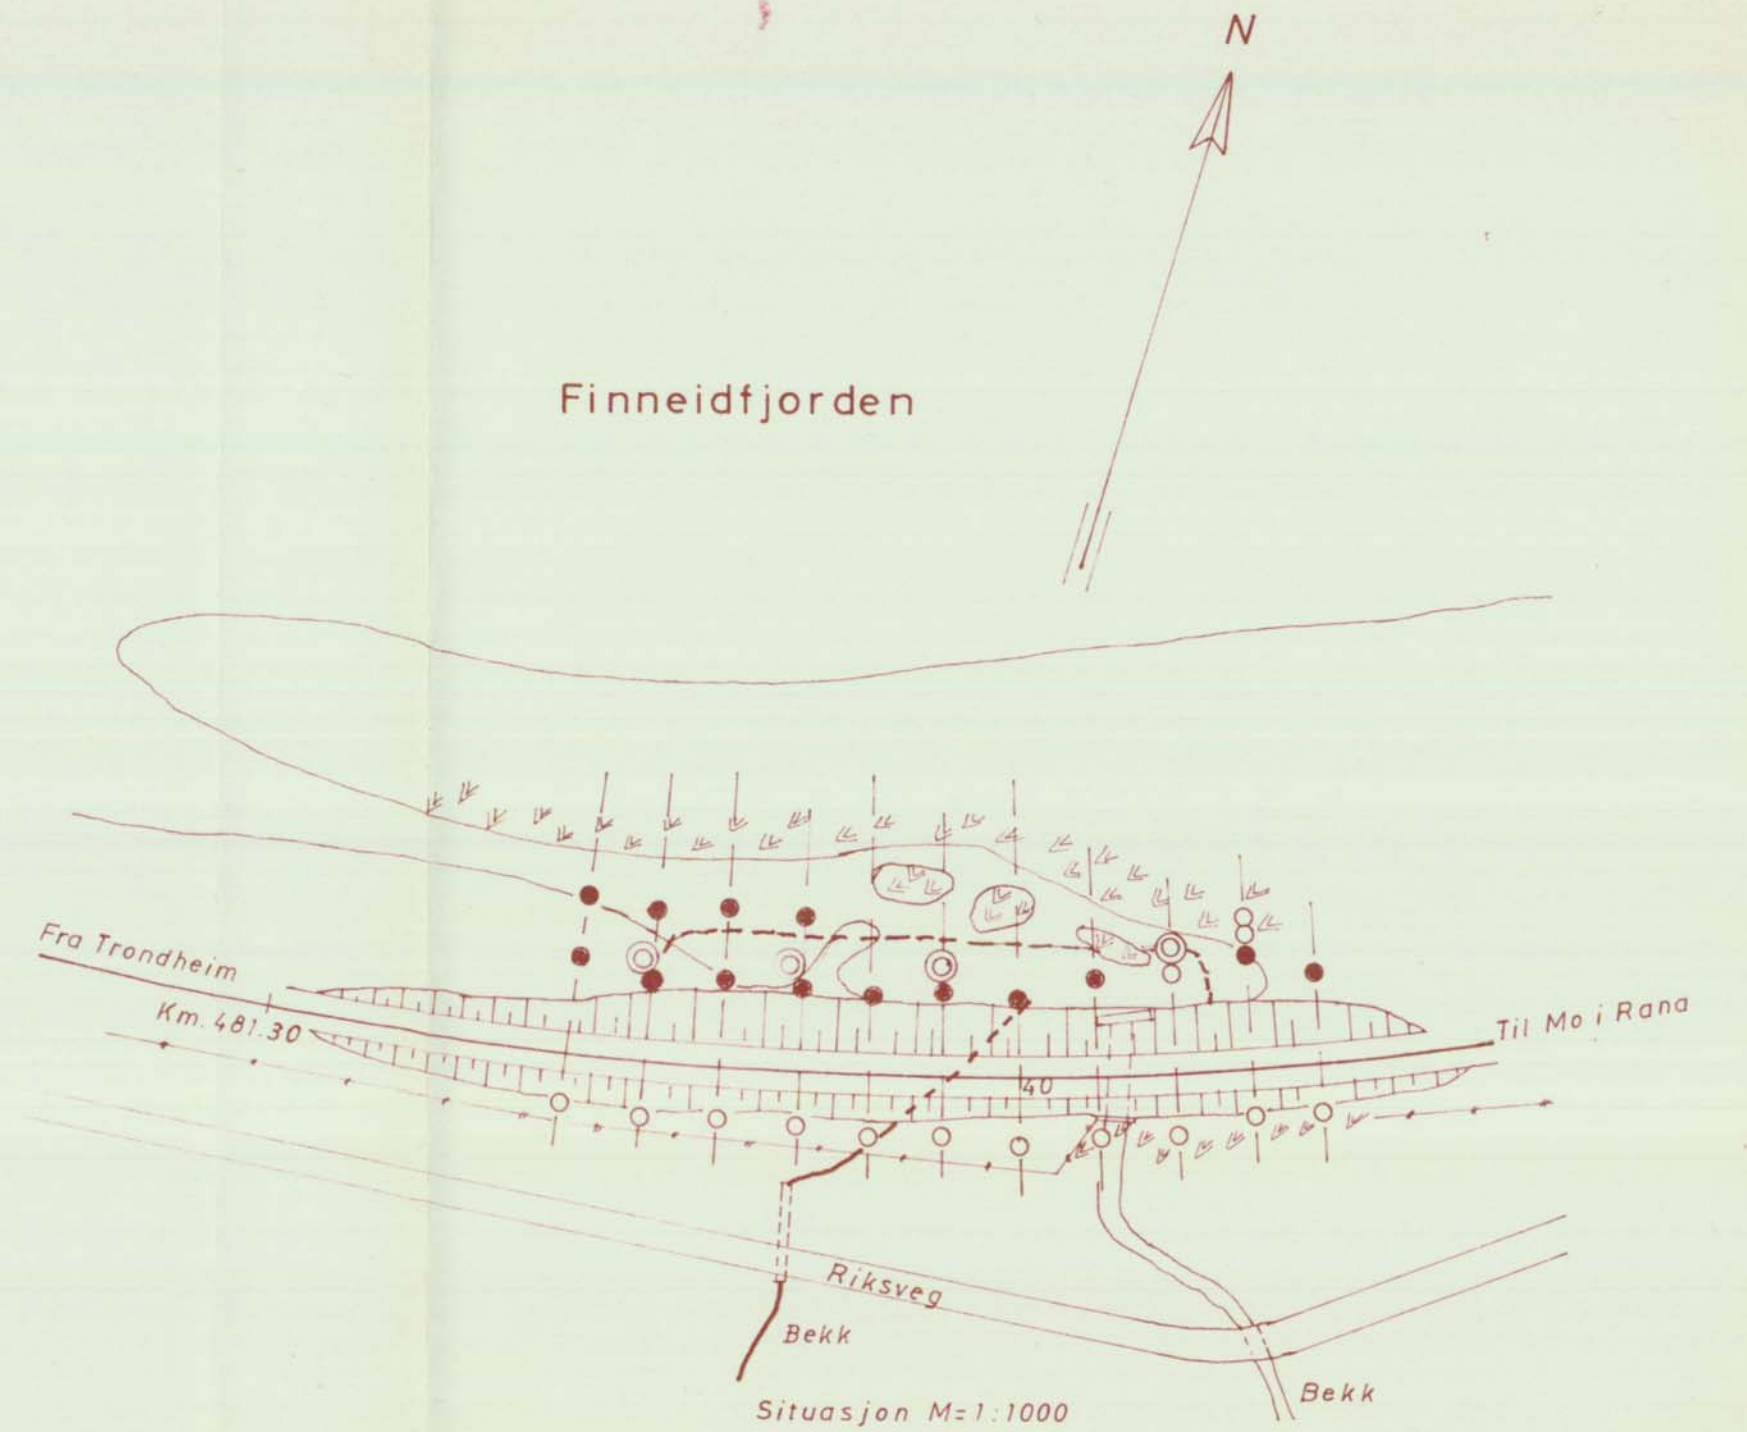 N
Finneidfjorden
Fra Trondheim
Km. 481.30
Til Mo i Rana
40
Riksveg
Bekk
Bekk
Situasjon M=1:1000